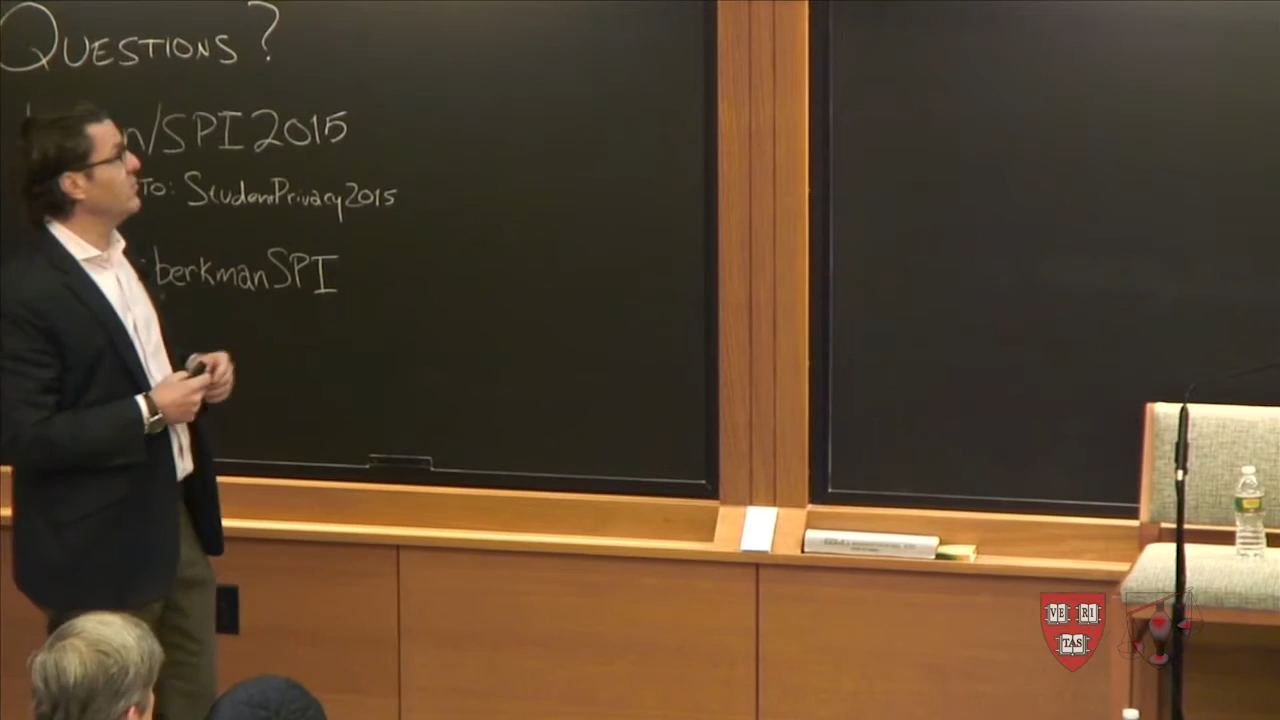 Questions?
n/SPI2015
TO: StudentPrivacy2015
berkmanSPI
VE RI
TAS